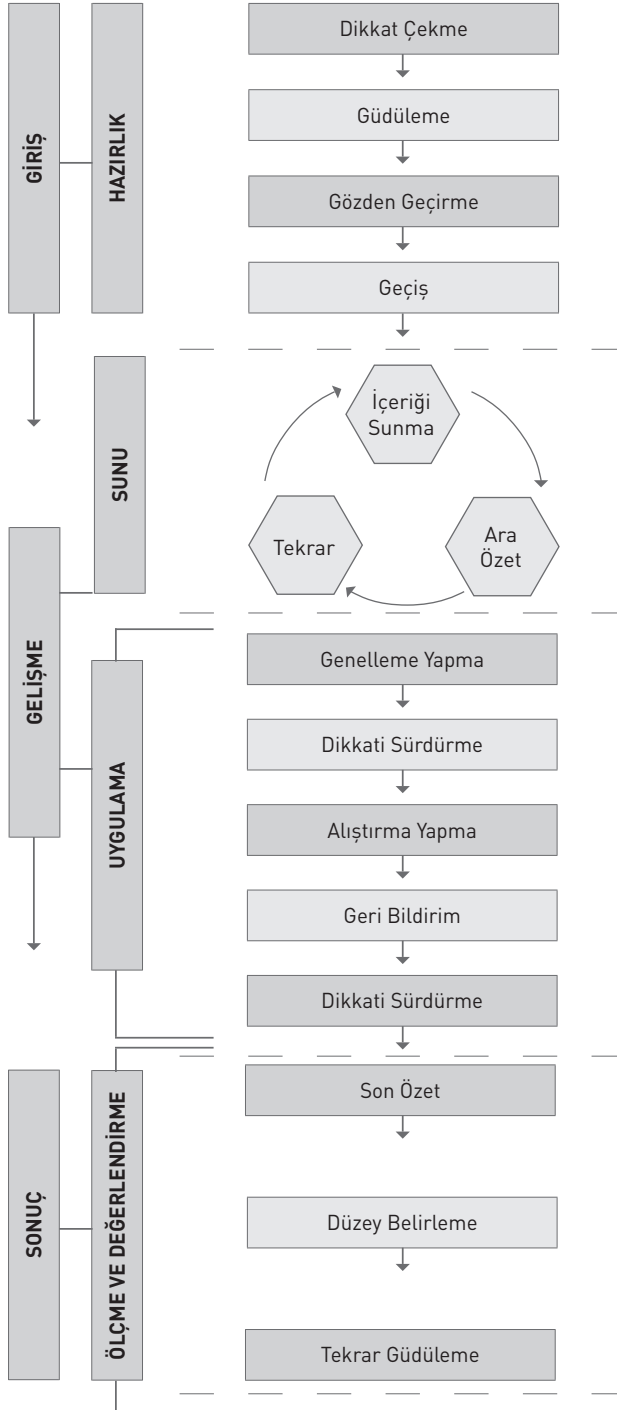 GİRİŞ
HAZIRLIK
Dikkat Çekme
Güdüleme
Gözden Geçirme
Geçiş
SUNU
İçeriği
Sunma
Ara
Özet
Tekrar
GELİŞME
UYGULAMA
Genelleme Yapma
Dikkati Sürdürme
Alıştırma Yapma
Geri Bildirim
Dikkati Sürdürme
SONUÇ
ÖLÇME VE DEĞERLENDİRME
Son Özet
Düzey Belirleme
Tekrar Güdüleme